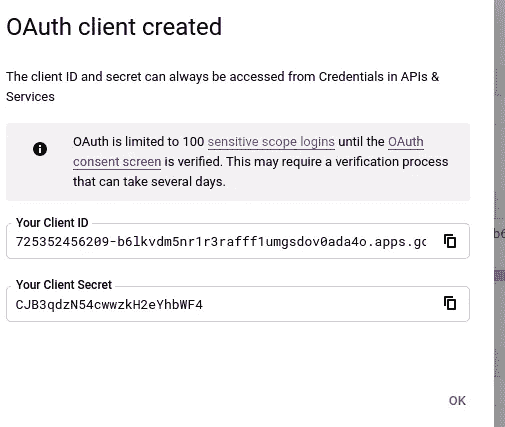 OAuth client created
The client ID and secret can always be accessed from Credentials in APIs &
Services
OAuth is limited to 100 sensitive scope logins until the OAuth
consent screen is verified. This may require a verification process
that can take several days.
Your Client ID
725352456209-b6lkvdm5nr1r3rafff1umgsdov0ada4o.apps.gc
Your Client Secret
CJB3qdzN54cwwzkH2eYhbWF4
OK